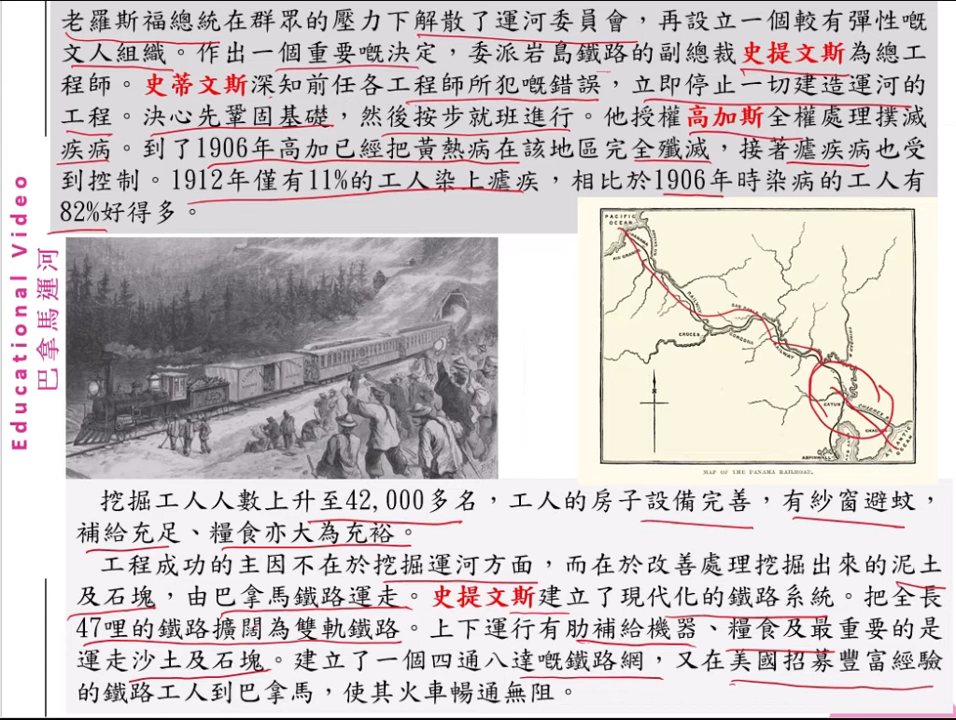 老羅斯福總統在群眾的壓力下解散了運河委員會，再設立一個較有彈性嘅
文人組織。作出一個重要嘅決定，委派岩島鐵路的副總裁史提文斯為總工
程師。史蒂文斯深知前任各工程師所犯嘅錯誤，立即停止一切建造運河的
工程。決心先鞏固基礎，然後按步就班進行。他授權高加斯全權處理撲滅
疾病。到了1906年高加已經把黃熱病在該地區完全殲滅，接著瘧疾病也受
到控制。1912年僅有11%的工人染上瘧疾，相比於1906年時染病的工人有
82%好得多。
Educational Video
巴拿馬運河
PACIFIC
OCEAN
RIO GRANDE
RAILWAY
CRUCES
GORGONA
RAILWAY
GATUN
CHAGRES R.
ATLANTIC
OCEAN
ASPINWALL
MAP OF THE PANAMA RAILROAD.
挖掘工人人數上升至42,000多名，工人的房子設備完善，有紗窗避蚊，
補給充足、糧食亦大為充裕。
工程成功的主因不在於挖掘運河方面，而在於改善處理挖掘出來的泥土
及石塊，由巴拿馬鐵路運走。史提文斯建立了現代化的鐵路系統。把全長
47哩的鐵路擴闊為雙軌鐵路。上下運行有肋補給機器、糧食及最重要的是
運走沙土及石塊。建立了一個四通八達嘅鐵路網，又在美國招募豐富經驗
的鐵路工人到巴拿馬，使其火車暢通無阻。